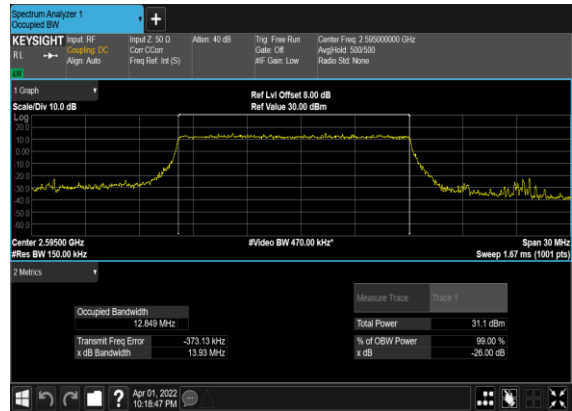 Spectrum Analyzer 1
Occupied BW
+
KEYSIGHT Input: RF Input Z: 50 Ω Atten: 40 dB Trig: Free Run Center Freq: 2.595000000 GHz
RL Coupling: DC Corr CCorr Gate: Off Avg|Hold: 500/500
Align: Auto Freq Ref: Int (S) #IF Gain: Low Radio Std: None
1 Graph Ref Lvl Offset 8.00 dB
Scale/Div 10.0 dB Ref Value 30.00 dBm
Log
20.0
10.0
0.00
-10.0
-20.0
-30.0
-40.0
-50.0
-60.0
Center 2.59500 GHz #Video BW 470.00 kHz* Span 30 MHz
#Res BW 150.00 kHz Sweep 1.67 ms (1001 pts)
2 Metrics
Measure Trace Trace 1
Occupied Bandwidth
12.849 MHz Total Power 31.1 dBm
Transmit Freq Error -373.13 kHz % of OBW Power 99.00 %
x dB Bandwidth 13.93 MHz x dB -26.00 dB
? Apr 01, 2022
10:18:47 PM